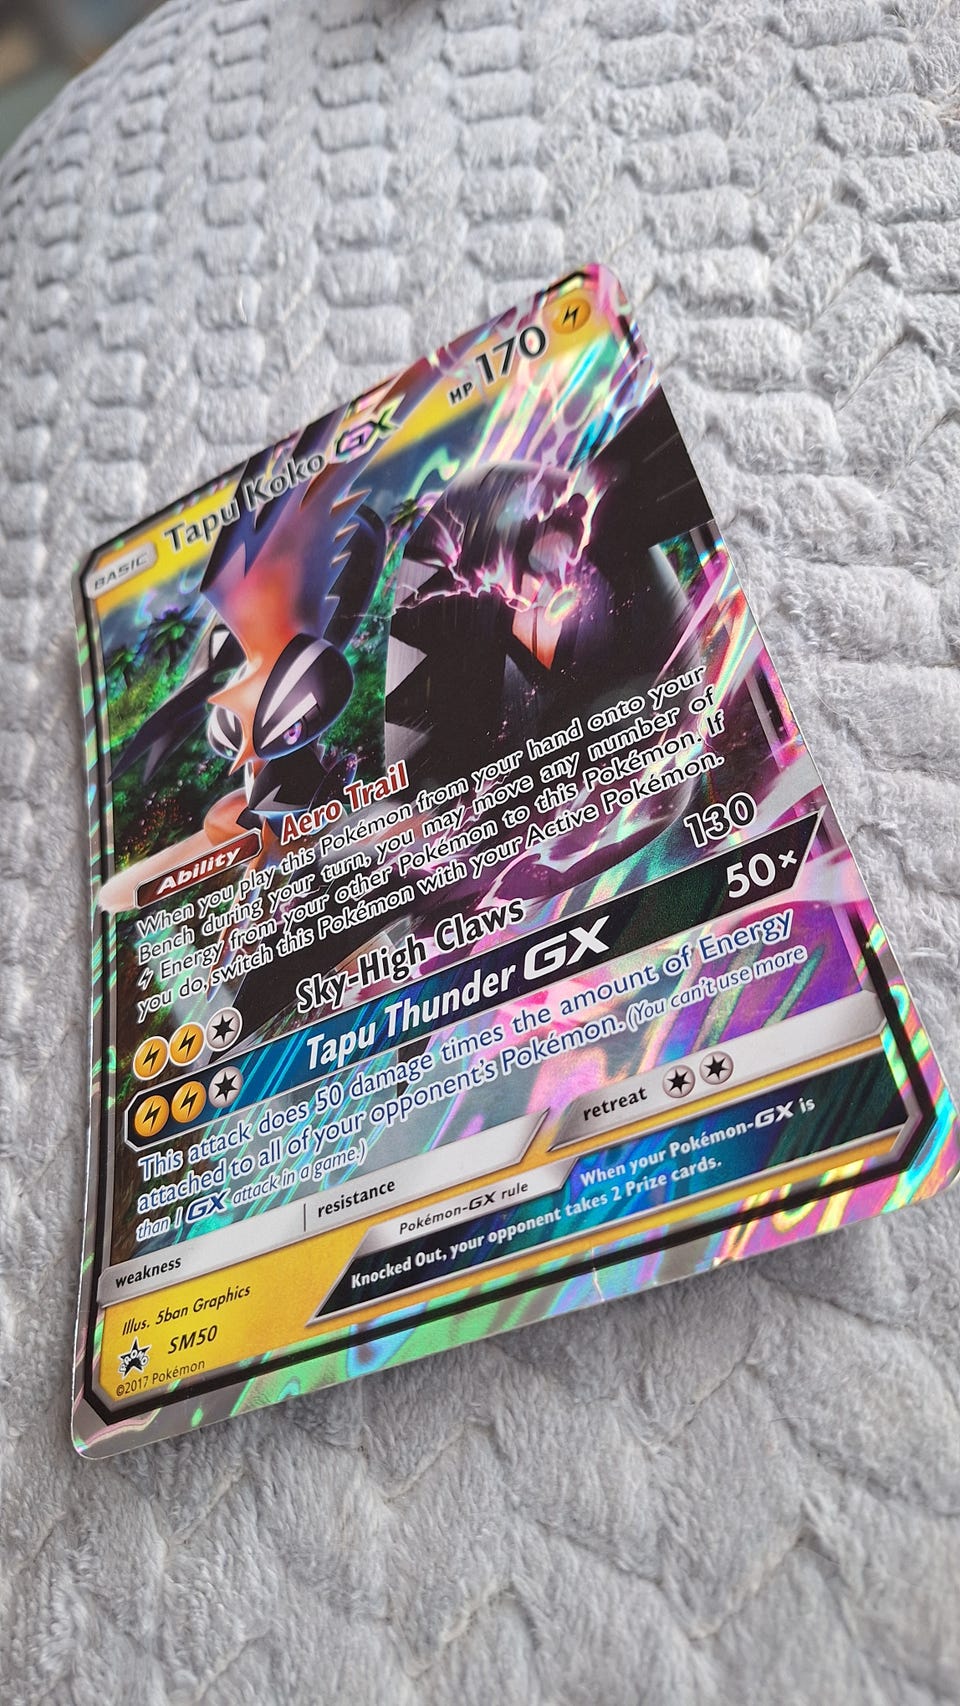 BASIC Tapu Koko GX HP 170
Ability Aero Trail
When you play this Pokémon from your hand onto your
Bench during your turn, you may move any number of
Energy from your other Pokémon to this Pokémon. If
you do, switch this Pokémon with your Active Pokémon.
Sky-High Claws 130
Tapu Thunder GX 50×
This attack does 50 damage times the amount of Energy
attached to all of your opponent's Pokémon. (You can't use more
than 1 GX attack in a game.)
weakness resistance retreat
Pokémon-GX rule When your Pokémon-GX is
Knocked Out, your opponent takes 2 Prize cards.
Illus. 5ban Graphics
PROMO SM50
©2017 Pokémon